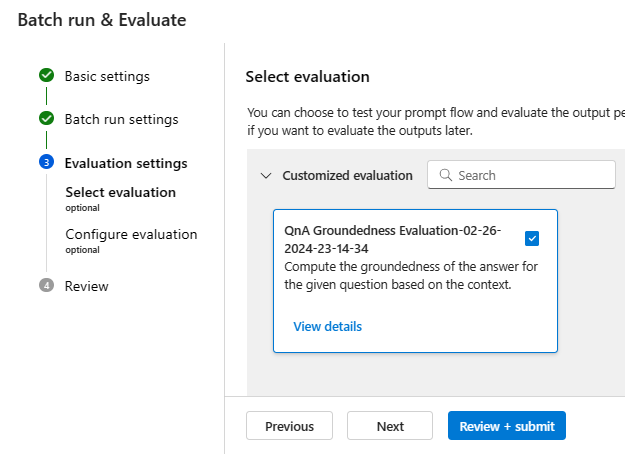 Batch run & Evaluate
Basic settings
Batch run settings
3 Evaluation settings
Select evaluation
optional
Configure evaluation
optional
4 Review
Select evaluation
You can choose to test your prompt flow and evaluate the output
if you want to evaluate the outputs later.
Customized evaluation
Search
QnA Groundedness Evaluation-02-26-
2024-23-14-34
Compute the groundedness of the answer for
the given question based on the context.
View details
Previous
Next
Review + submit